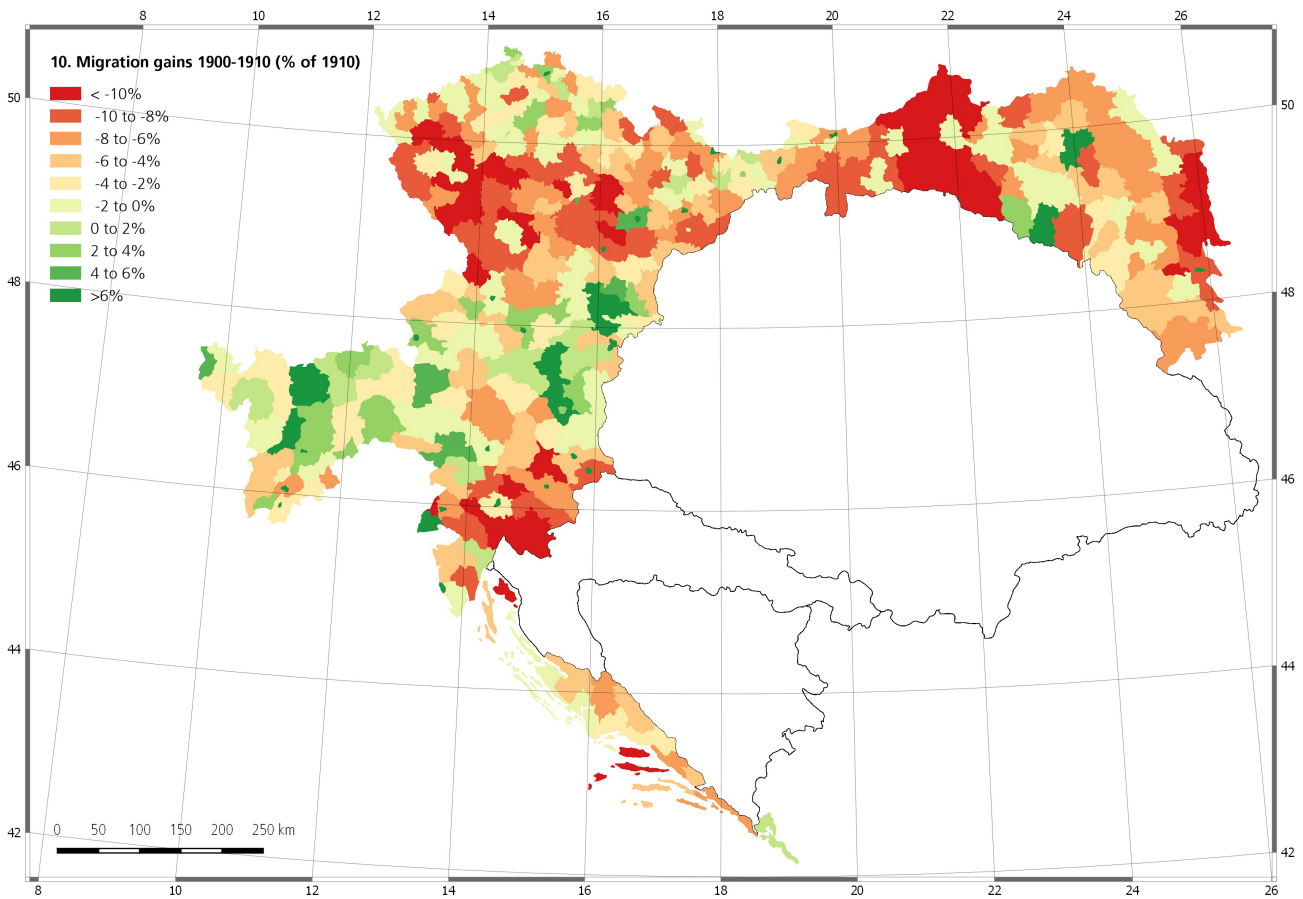 8 10 12 14 16 18 20 22 24 26
10. Migration gains 1900-1910 (% of 1910)
< -10%
-10 to -8%
-8 to -6%
-6 to -4%
-4 to -2%
-2 to 0%
0 to 2%
2 to 4%
4 to 6%
>6%
50 50
48 48
46 46
44 44
42 42
0 50 100 150 200 250 km
8 10 12 14 16 18 20 22 24 26